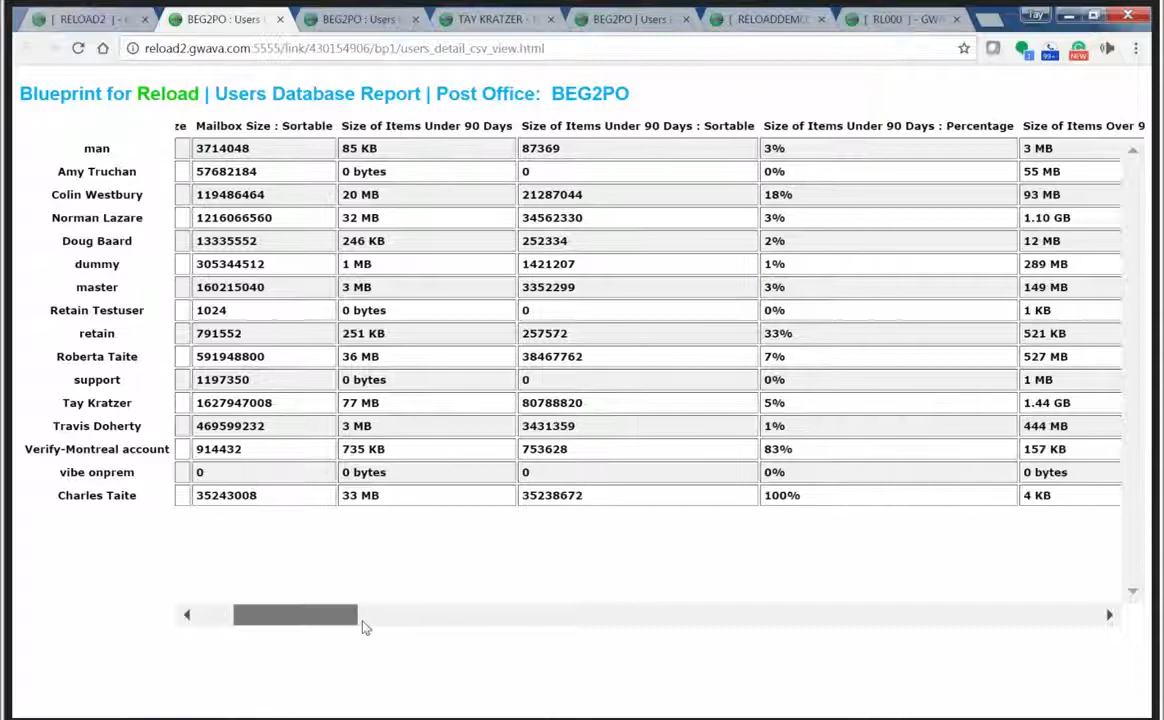 [ RELOAD2 ] - BEG2PO : Users BEG2PO : Users TAY KRATZER - BEG2PO | Users [ RELOADDEM [ RL000 ] - GW Tay
reload2.gwava.com:5555/link/430154906/bp1/users_detail_csv_view.html
1 99+ NEW
Blueprint for Reload | Users Database Report | Post Office: BEG2PO
ze Mailbox Size : Sortable Size of Items Under 90 Days Size of Items Under 90 Days : Sortable Size of Items Under 90 Days : Percentage Size of Items Over 9
man 3714048 85 KB 87369 3% 3 MB
Amy Truchan 57682184 0 bytes 0 0% 55 MB
Colin Westbury 119486464 20 MB 21287044 18% 93 MB
Norman Lazare 1216066560 32 MB 34562330 3% 1.10 GB
Doug Baard 13335552 246 KB 252334 2% 12 MB
dummy 305344512 1 MB 1421207 1% 289 MB
master 160215040 3 MB 3352299 3% 149 MB
Retain Testuser 1024 0 bytes 0 0% 1 KB
retain 791552 251 KB 257572 33% 521 KB
Roberta Taite 591948800 36 MB 38467762 7% 527 MB
support 1197350 0 bytes 0 0% 1 MB
Tay Kratzer 1627947008 77 MB 80788820 5% 1.44 GB
Travis Doherty 469599232 3 MB 3431359 1% 444 MB
Verify-Montreal account 914432 735 KB 753628 83% 157 KB
vibe onprem 0 0 bytes 0 0% 0 bytes
Charles Taite 35243008 33 MB 35238672 100% 4 KB